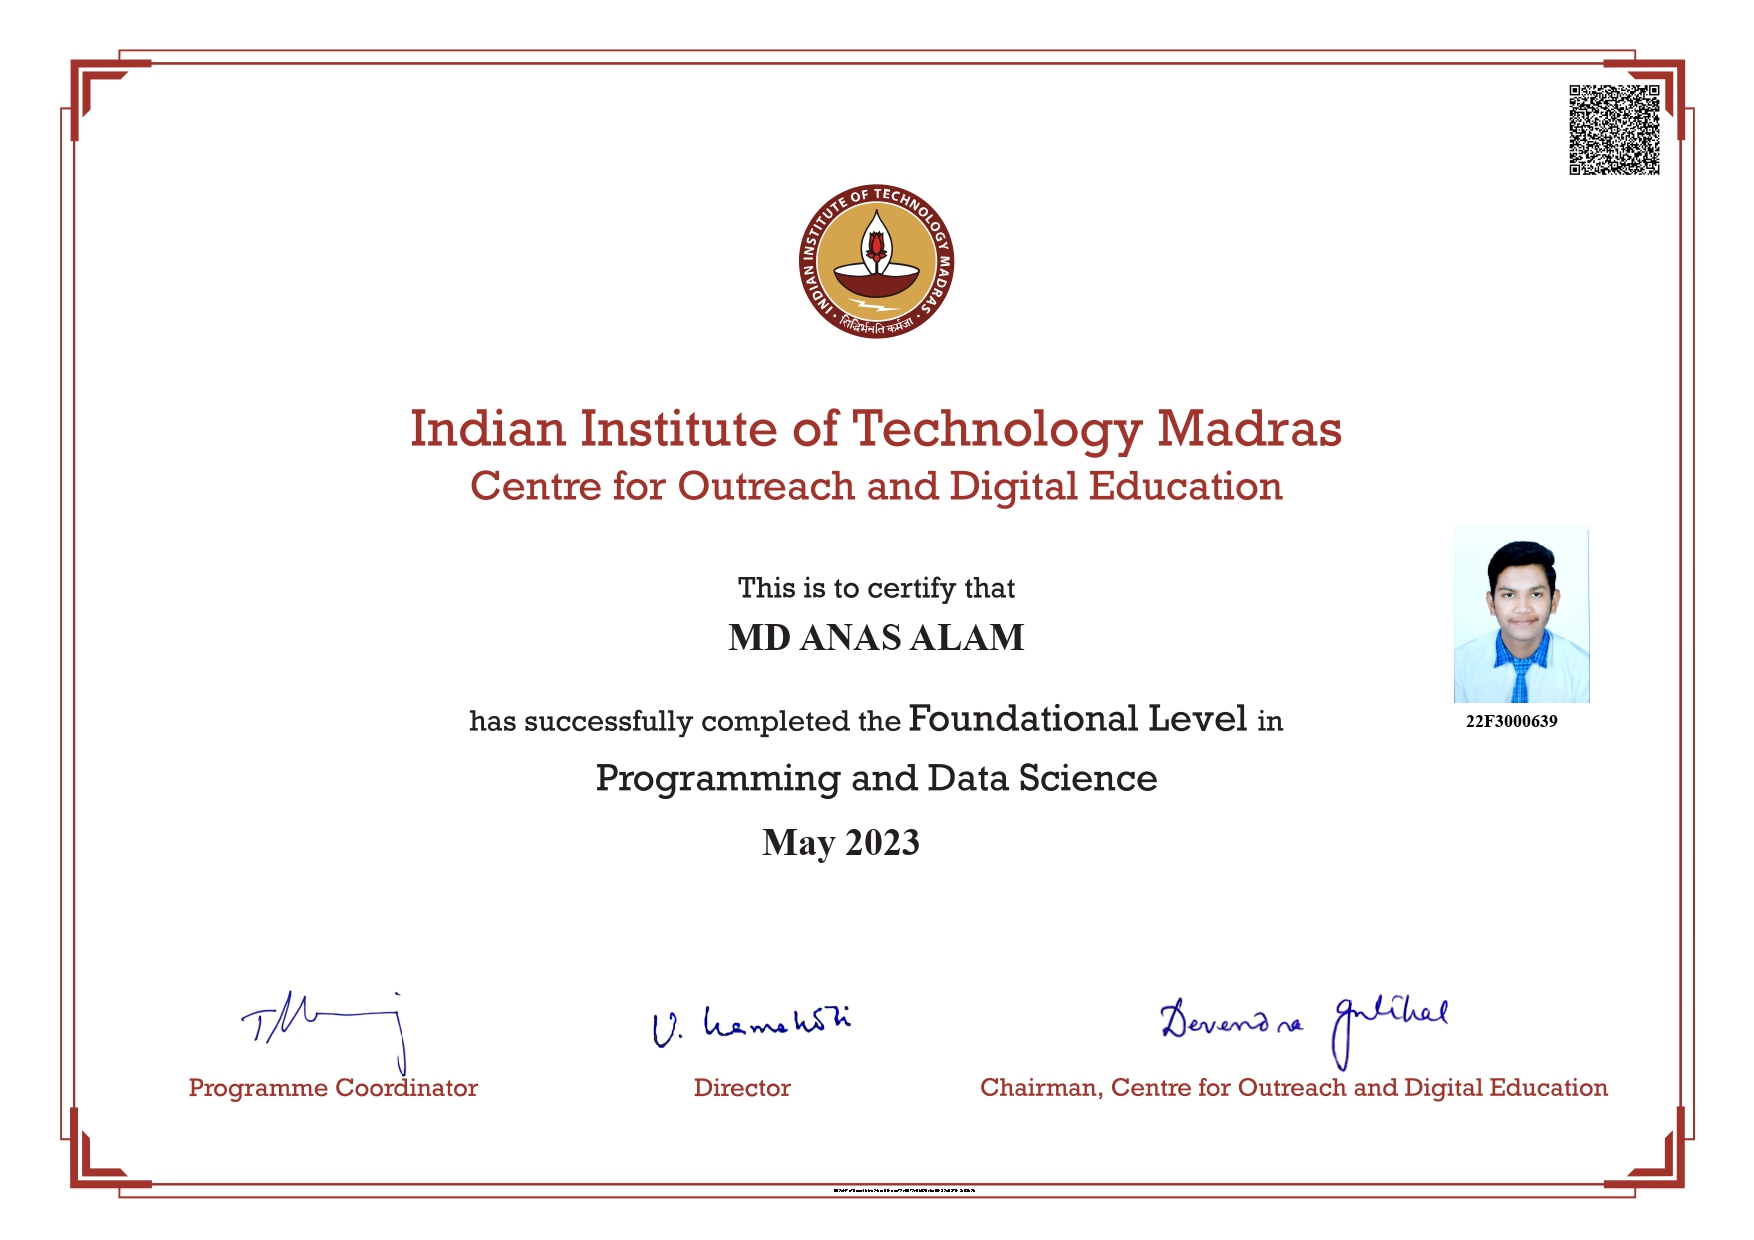 INDIAN INSTITUTE OF TECHNOLOGY MADRAS
सिद्धिर्भवति कर्मजा
Indian Institute of Technology Madras
Centre for Outreach and Digital Education
This is to certify that
MD ANAS ALAM
has successfully completed the Foundational Level in
22F3000639
Programming and Data Science
May 2023
V. Kamakoti
Devendra Jalihal
Programme Coordinator
Director
Chairman, Centre for Outreach and Digital Education